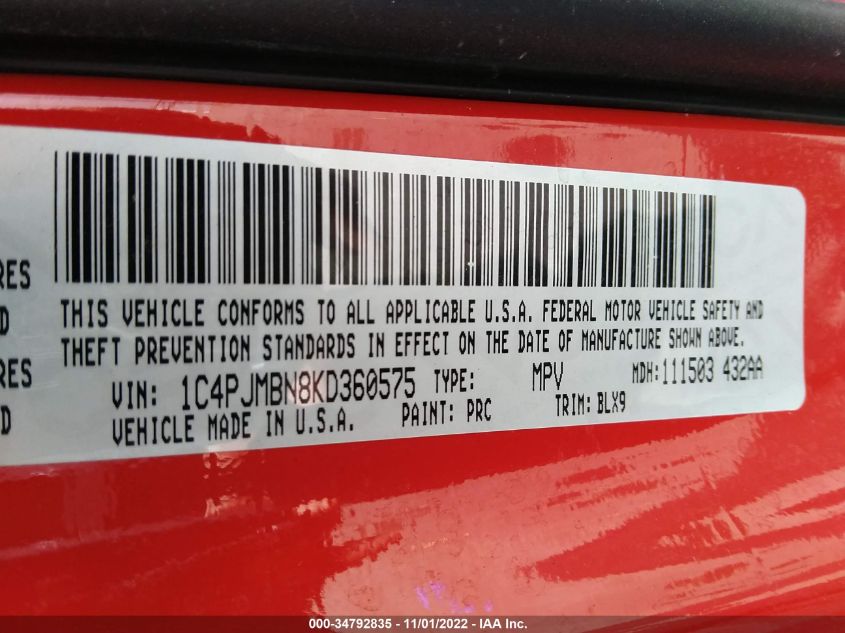 RES
D
THIS VEHICLE CONFORMS TO ALL APPLICABLE U.S.A. FEDERAL MOTOR VEHICLE SAFETY AND
THEFT PREVENTION STANDARDS IN EFFECT ON THE DATE OF MANUFACTURE SHOWN ABOVE.
RES
VIN: 1C4PJMBN8KD360575 TYPE: MPV MDH:111503 432AA
D
VEHICLE MADE IN U.S.A. PAINT: PRC TRIM: BLX9
000-34792835 - 11/01/2022 - IAA Inc.